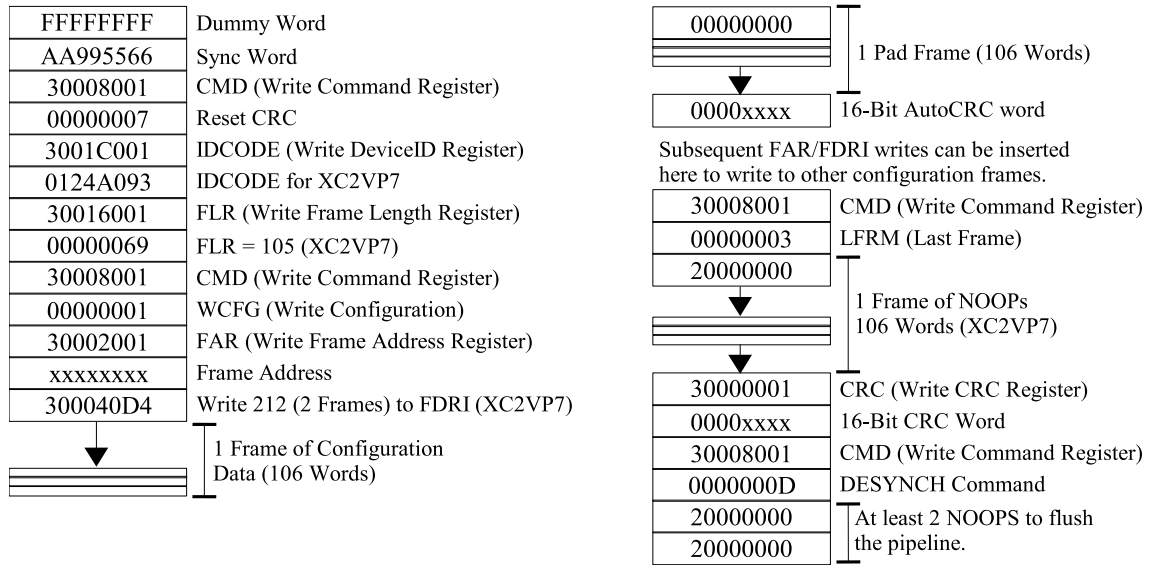 FFFFFFFF Dummy Word
AA995566 Sync Word
30008001 CMD (Write Command Register)
00000007 Reset CRC
3001C001 IDCODE (Write DeviceID Register)
0124A093 IDCODE for XC2VP7
30016001 FLR (Write Frame Length Register)
00000069 FLR = 105 (XC2VP7)
30008001 CMD (Write Command Register)
00000001 WCFG (Write Configuration)
30002001 FAR (Write Frame Address Register)
xxxxxxxx Frame Address
300040D4 Write 212 (2 Frames) to FDRI (XC2VP7)
1 Frame of Configuration
Data (106 Words)
00000000
1 Pad Frame (106 Words)
0000xxxx 16-Bit AutoCRC word
Subsequent FAR/FDRI writes can be inserted
here to write to other configuration frames.
30008001 CMD (Write Command Register)
00000003 LFRM (Last Frame)
20000000
1 Frame of NOOPs
106 Words (XC2VP7)
30000001 CRC (Write CRC Register)
0000xxxx 16-Bit CRC Word
30008001 CMD (Write Command Register)
0000000D DESYNCH Command
20000000 At least 2 NOOPS to flush
20000000 the pipeline.